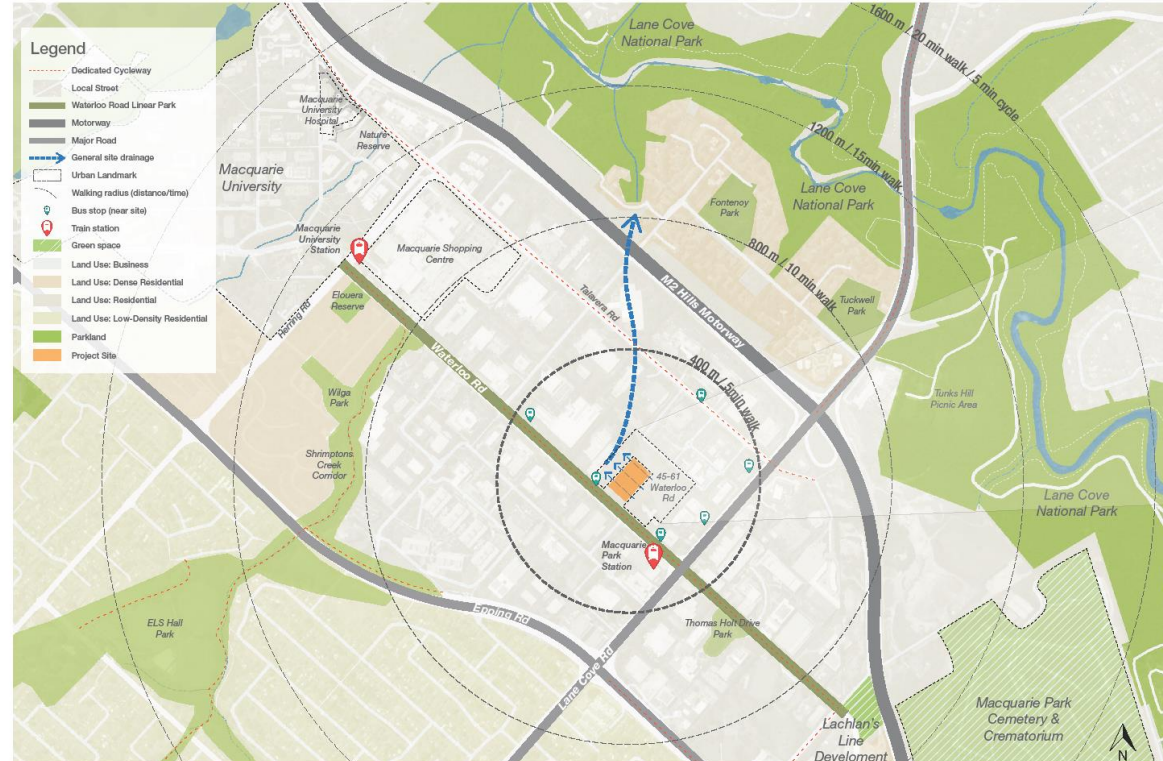 Legend
Dedicated Cycleway
Local Street
Waterloo Road Linear Park
Motorway
Major Road
General site drainage
Urban Landmark
Walking radius (distance/time)
Bus stop (near site)
Train station
Green space
Land Use: Business
Land Use: Dense Residential
Land Use: Residential
Land Use: Low-Density Residential
Parkland
Project Site
Lane Cove
National Park
1600 m / 20 min walk / 5 min cycle
Macquarie
University
Hospital
Nature
Reserve
Macquarie
University
1200 m / 15min walk
Lane Cove
National Park
Fontenoy
Park
Macquarie
University
Station
Macquarie Shopping
Centre
800 m / 10 min walk
M2 Hills Motorway
Talavera Rd
Tuckwell
Park
Elouera
Reserve
Herring Rd
Waterloo Rd
400 m / 5min walk
Wilga
Park
Tunks Hill
Picnic Area
Shrimptons
Creek
Corridor
45-61
Waterloo
Rd
Lane Cove
National Park
Macquarie
Park
Station
Epping Rd
ELS Hall
Park
Thomas Holt Drive
Park
Lane Cove Rd
Lachlan's
Line
Develoment
Macquarie Park
Cemetery &
Crematorium
N